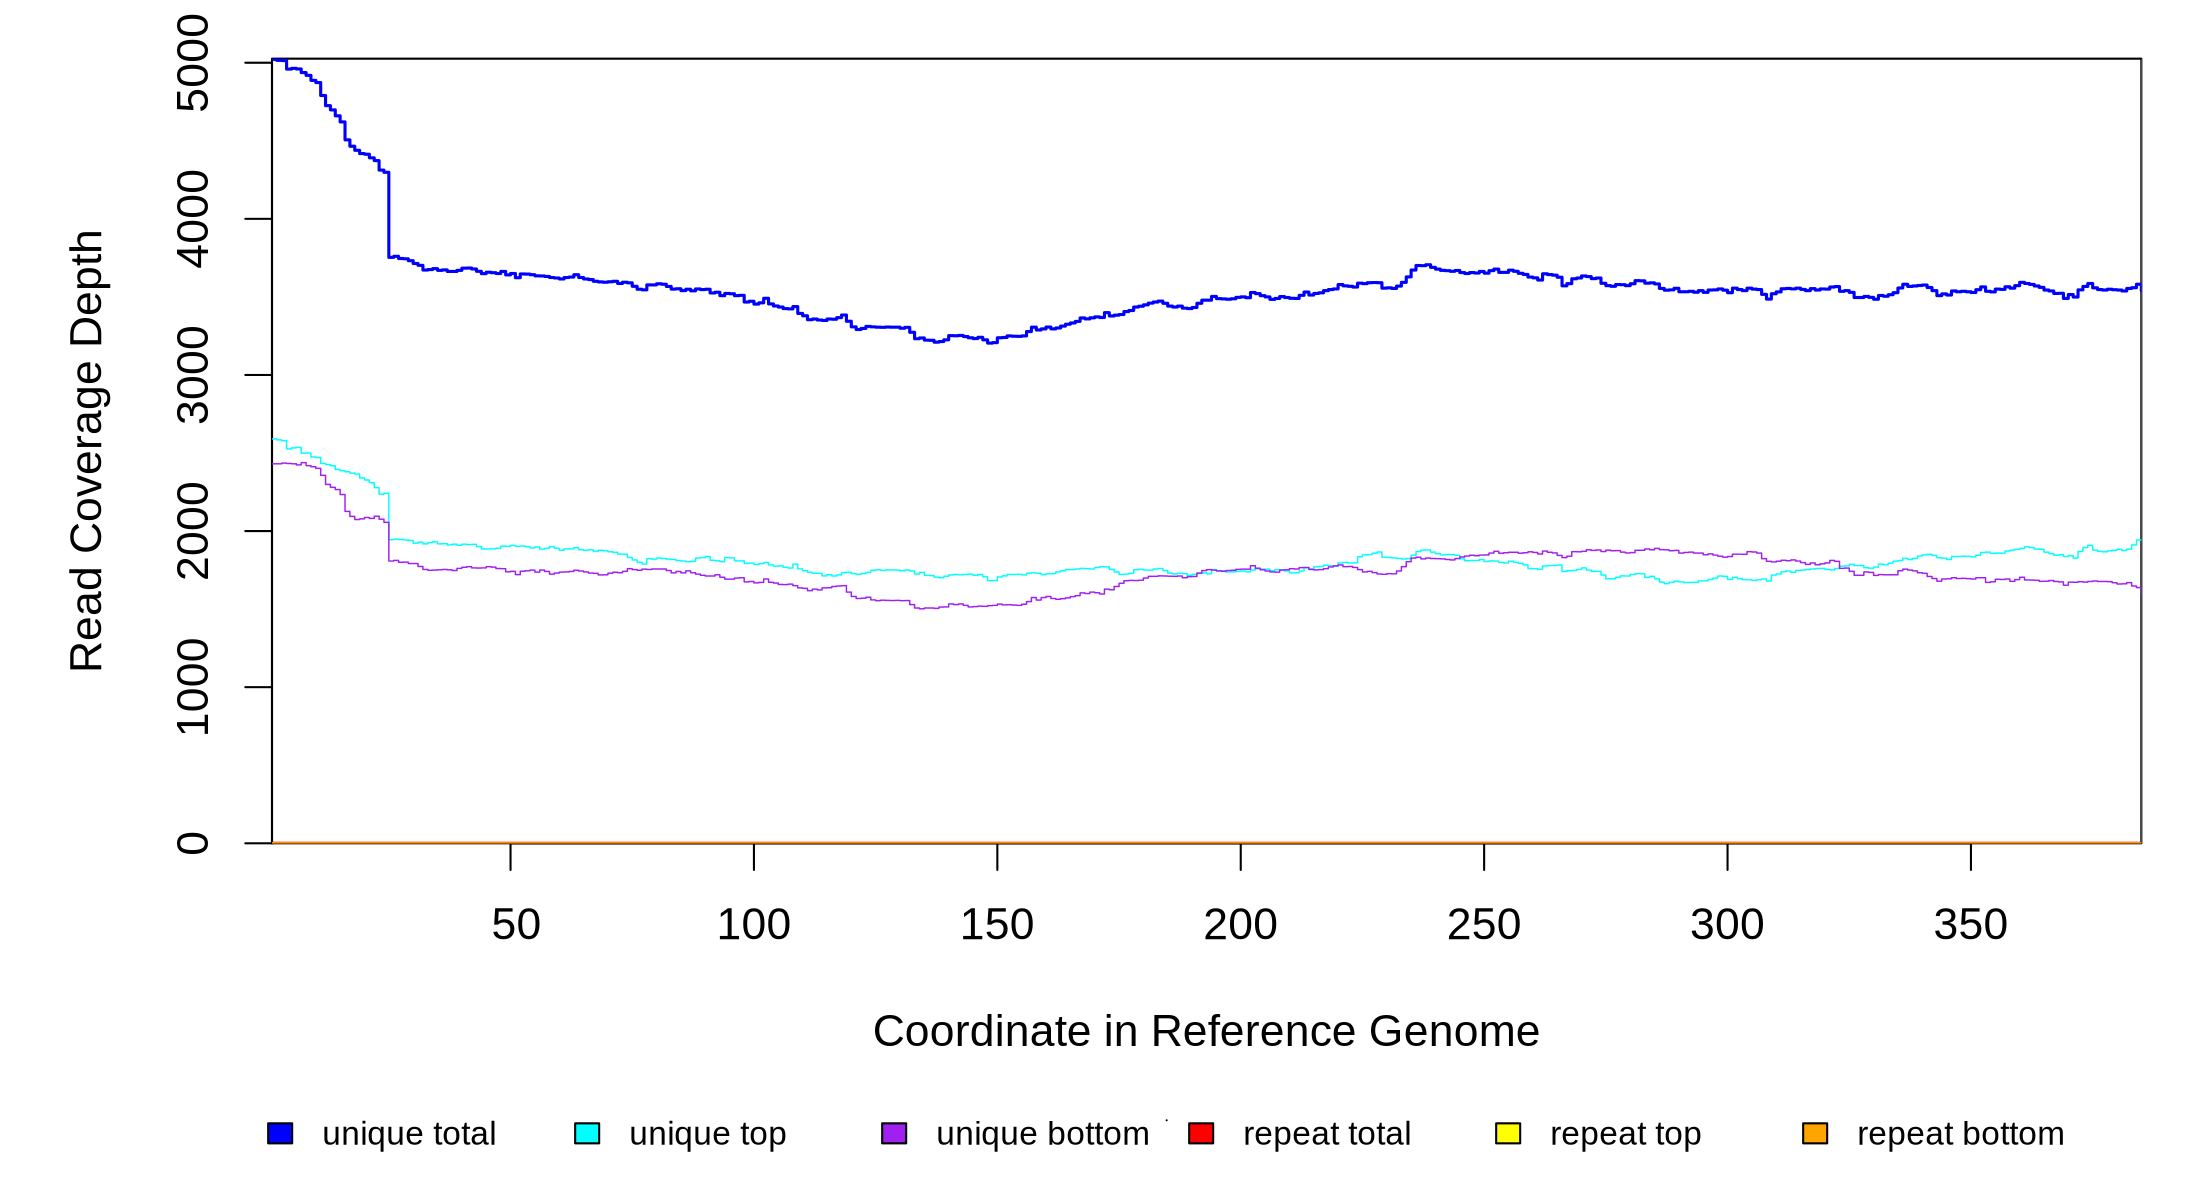 Read Coverage Depth
5000
4000
3000
2000
1000
0
50 100 150 200 250 300 350
Coordinate in Reference Genome
unique total unique top unique bottom repeat total repeat top repeat bottom